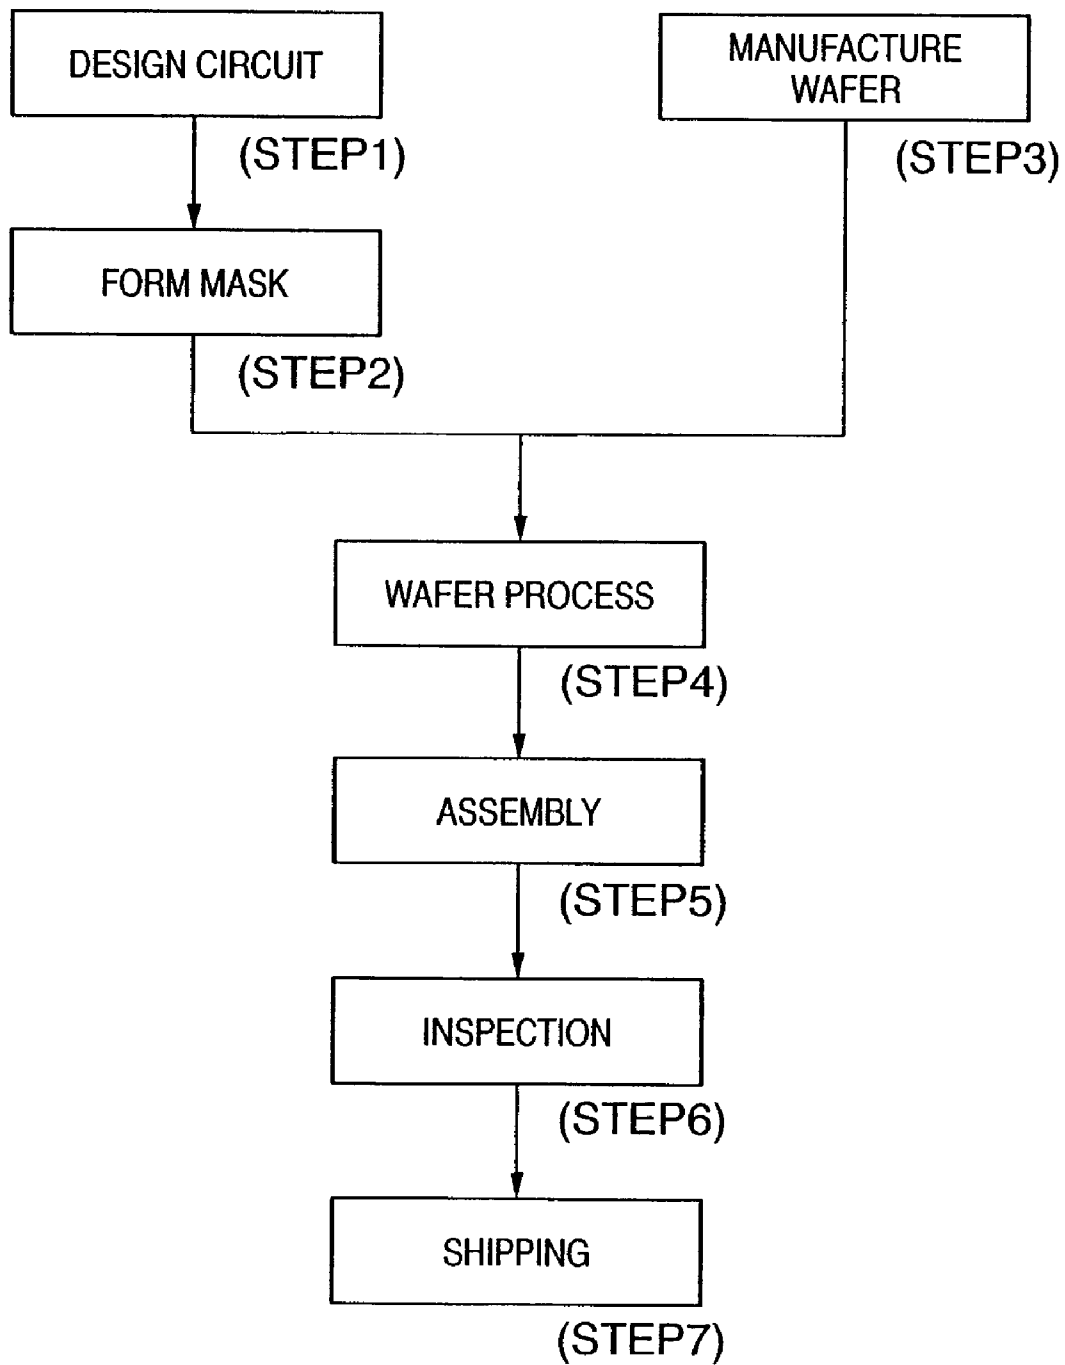 DESIGN CIRCUIT
(STEP1)
FORM MASK
(STEP2)
MANUFACTURE
WAFER
(STEP3)
WAFER PROCESS
(STEP4)
ASSEMBLY
(STEP5)
INSPECTION
(STEP6)
SHIPPING
(STEP7)